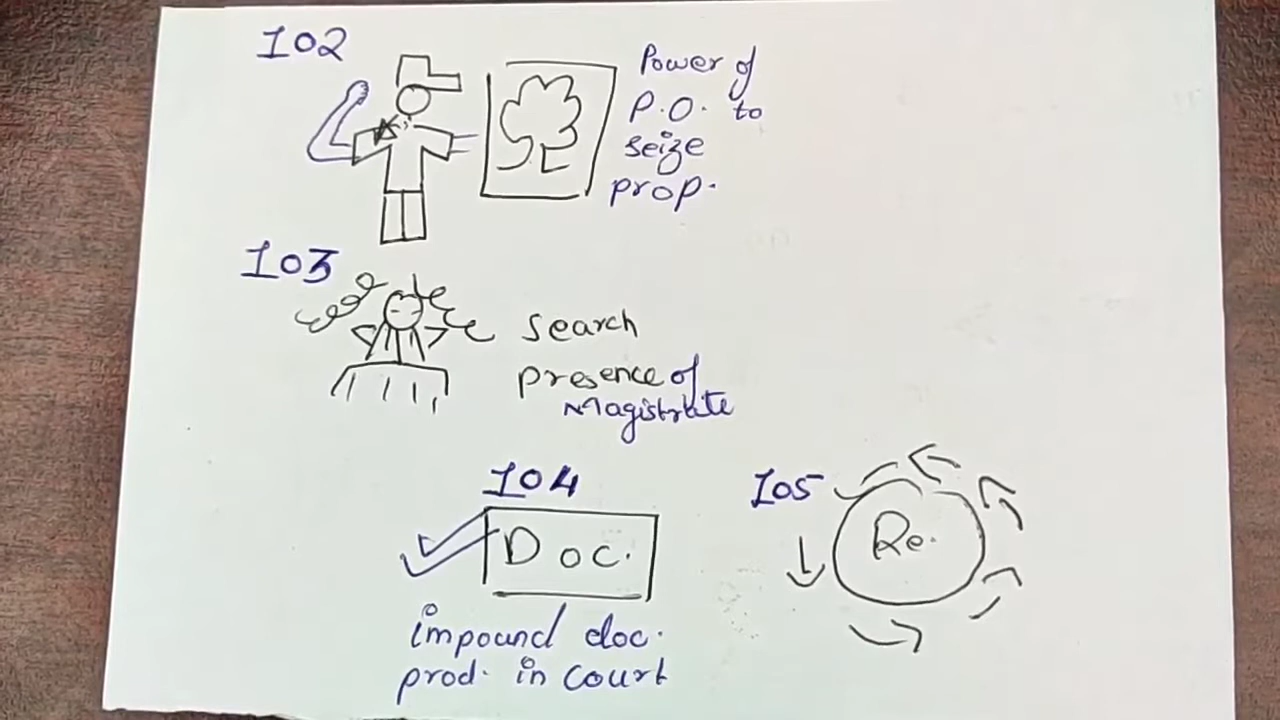 102
Power of
P.O. to
seize
prop.
103
search
presence of
Magistrate
104
Doc.
impound doc.
prod. in court
105
Re.